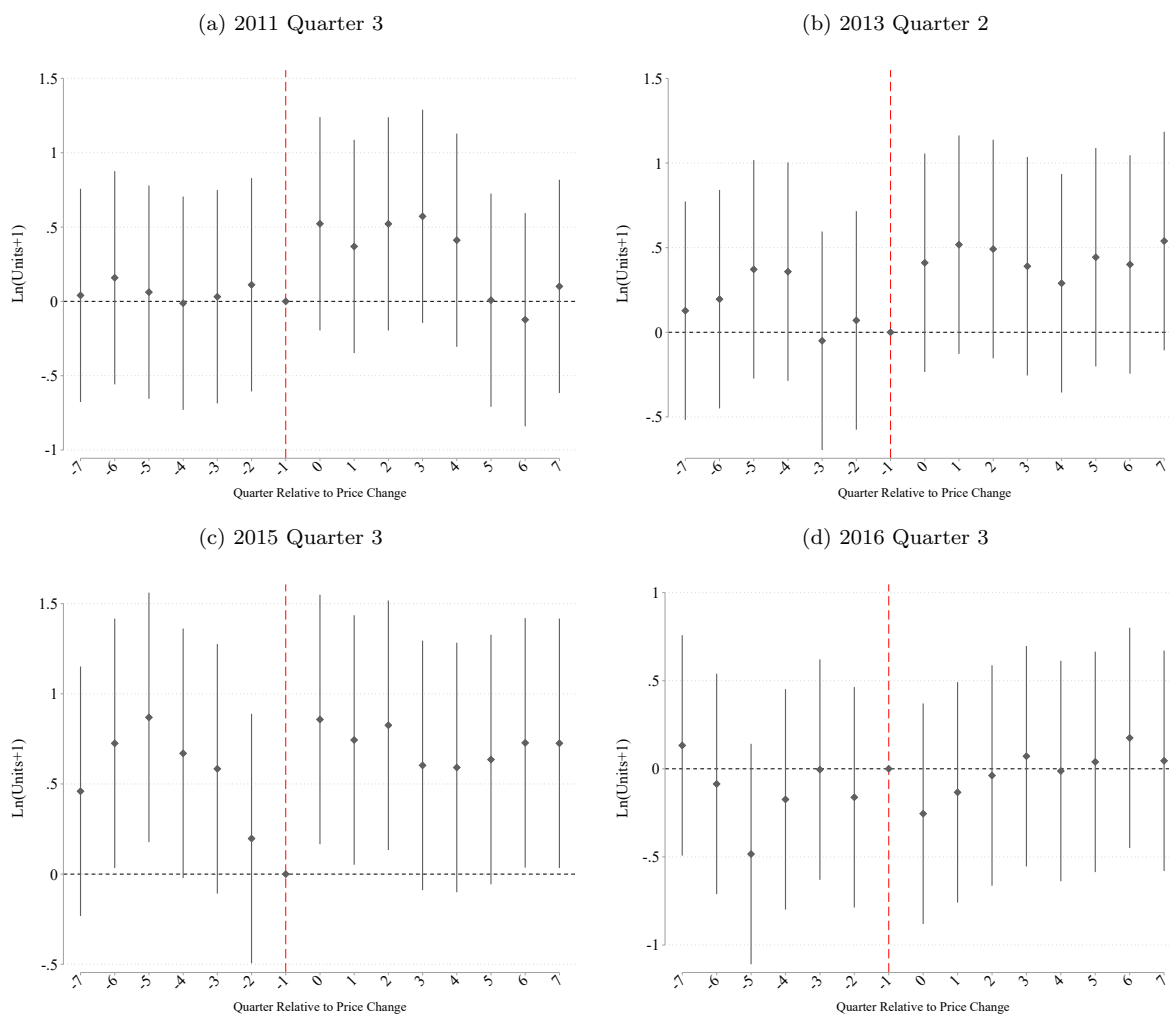 (a) 2011 Quarter 3
1.5
1
.5
0
-.5
-1
Ln(Units+1)
-7 -6 -5 -4 -3 -2 -1 0 1 2 3 4 5 6 7
Quarter Relative to Price Change
(b) 2013 Quarter 2
1.5
1
.5
0
-.5
Ln(Units+1)
-7 -6 -5 -4 -3 -2 -1 0 1 2 3 4 5 6 7
Quarter Relative to Price Change
(c) 2015 Quarter 3
1.5
1
.5
0
-.5
Ln(Units+1)
-7 -6 -5 -4 -3 -2 -1 0 1 2 3 4 5 6 7
Quarter Relative to Price Change
(d) 2016 Quarter 3
1
.5
0
-.5
-1
Ln(Units+1)
-7 -6 -5 -4 -3 -2 -1 0 1 2 3 4 5 6 7
Quarter Relative to Price Change